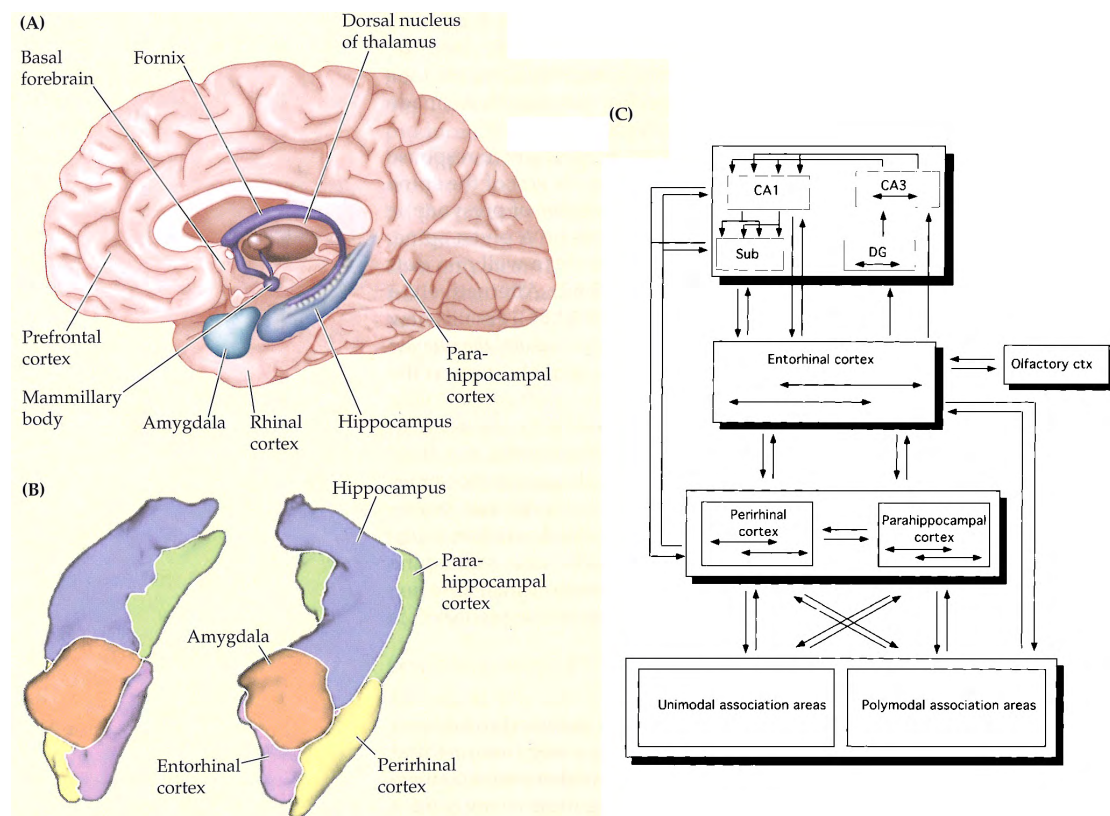 (A)
Dorsal nucleus
of thalamus
Basal
forebrain
Fornix
Prefrontal
cortex
Mammillary
body
Amygdala
Rhinal
cortex
Hippocampus
Para-
hippocampal
cortex
(B)
Hippocampus
Para-
hippocampal
cortex
Amygdala
Entorhinal
cortex
Perirhinal
cortex
(C)
CA1
CA3
Sub
DG
Entorhinal cortex
Olfactory ctx
Perirhinal
cortex
Parahippocampal
cortex
Unimodal association areas
Polymodal association areas